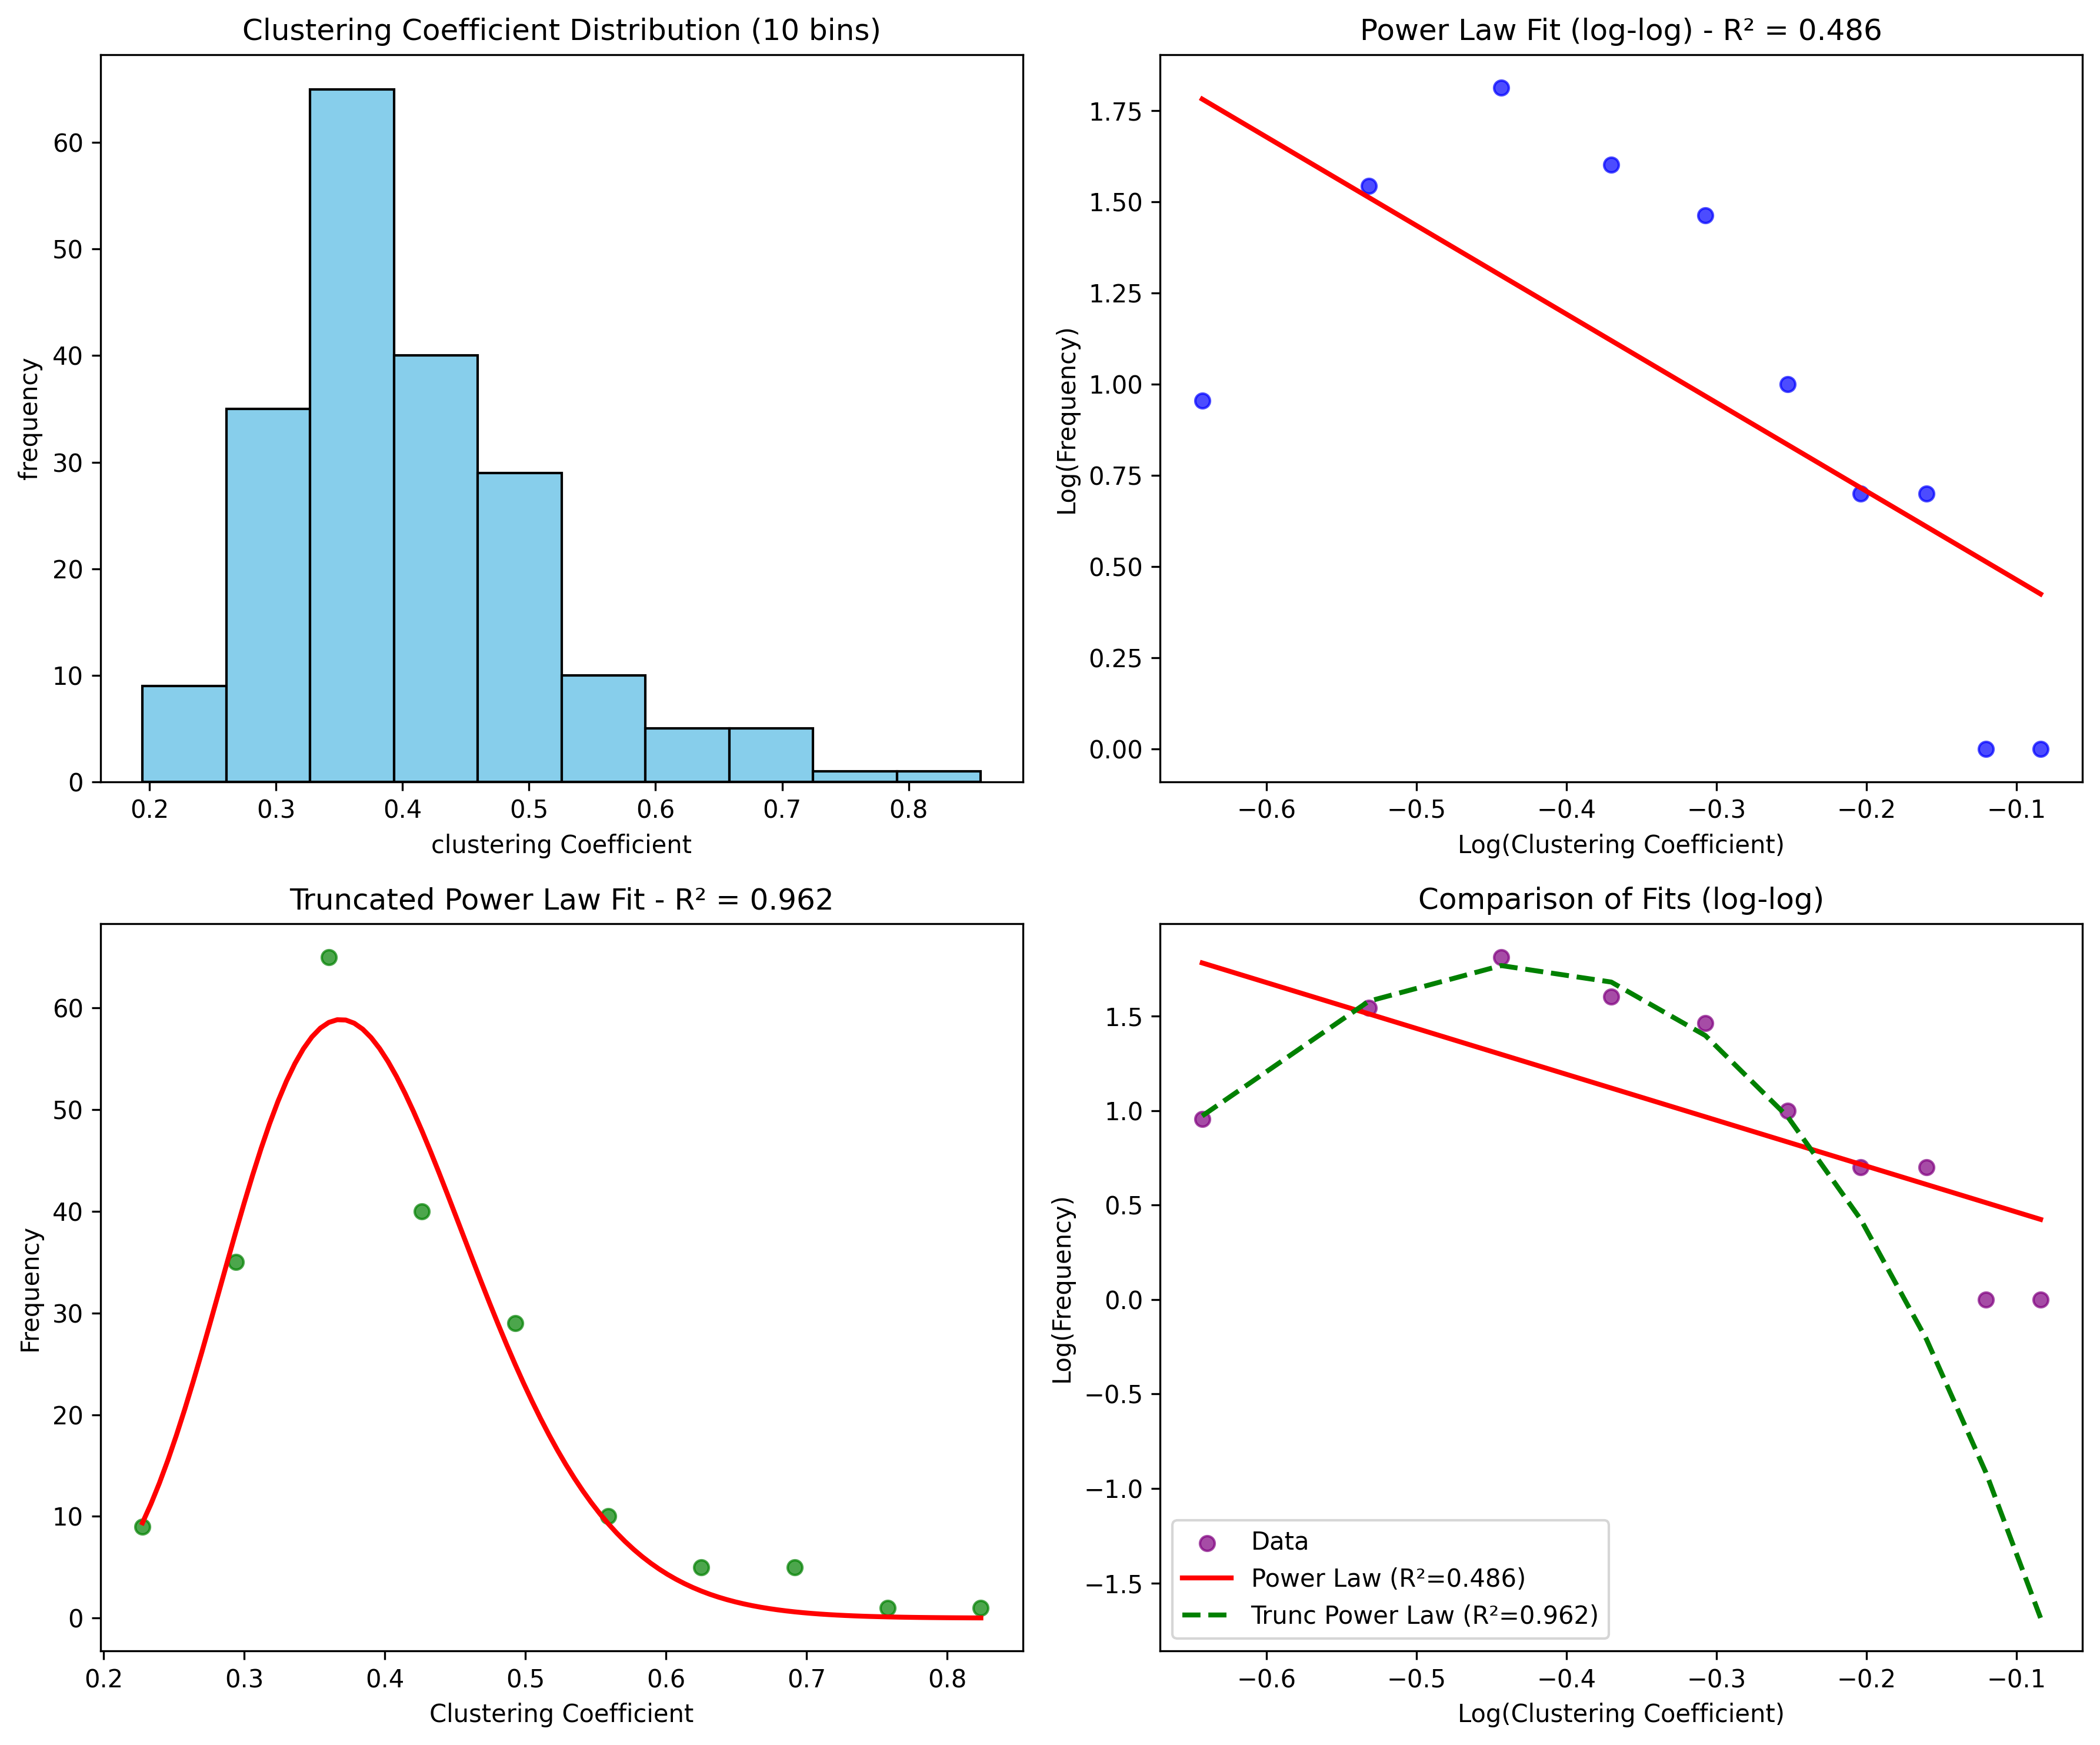 Clustering Coefficient Distribution (10 bins)
frequency
60
50
40
30
20
10
0
0.2 0.3 0.4 0.5 0.6 0.7 0.8
clustering Coefficient
Power Law Fit (log-log) - R² = 0.486
Log(Frequency)
1.75
1.50
1.25
1.00
0.75
0.50
0.25
0.00
−0.6 −0.5 −0.4 −0.3 −0.2 −0.1
Log(Clustering Coefficient)
Truncated Power Law Fit - R² = 0.962
Frequency
60
50
40
30
20
10
0
0.2 0.3 0.4 0.5 0.6 0.7 0.8
Clustering Coefficient
Comparison of Fits (log-log)
Log(Frequency)
1.5
1.0
0.5
0.0
−0.5
−1.0
−1.5
Data
Power Law (R²=0.486)
Trunc Power Law (R²=0.962)
−0.6 −0.5 −0.4 −0.3 −0.2 −0.1
Log(Clustering Coefficient)